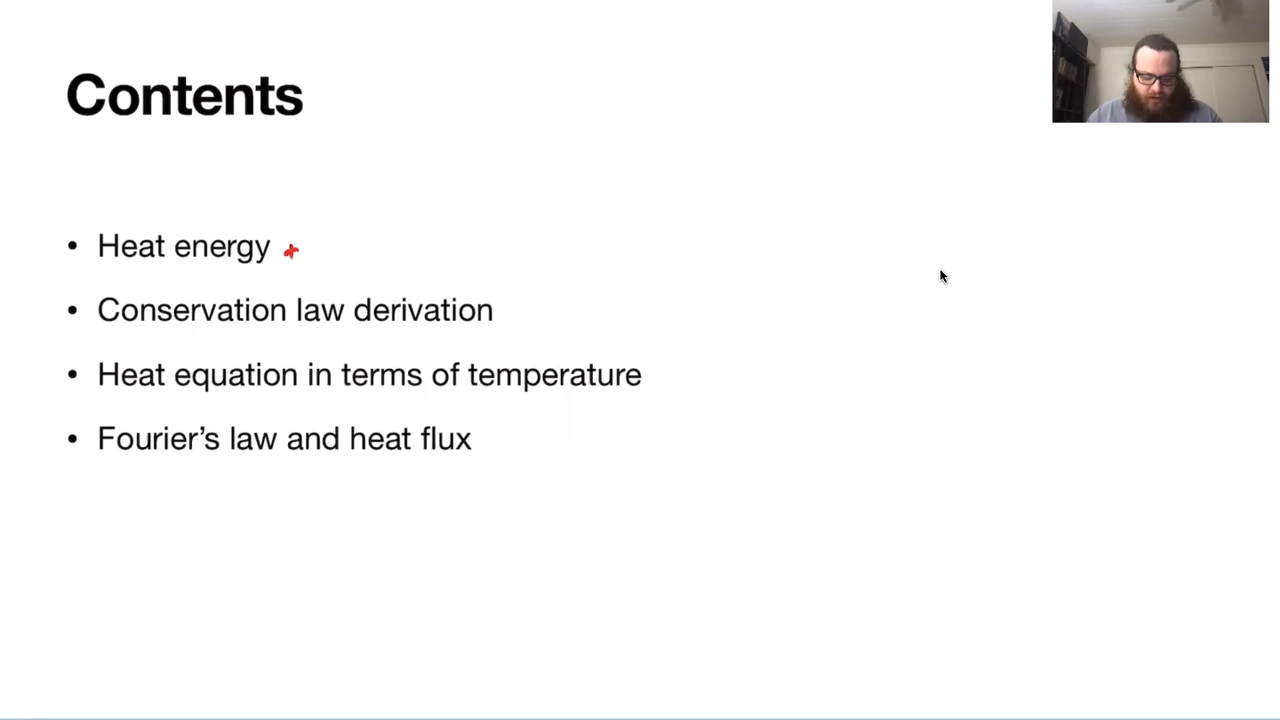 Contents
• Heat energy
• Conservation law derivation
• Heat equation in terms of temperature
• Fourier’s law and heat flux